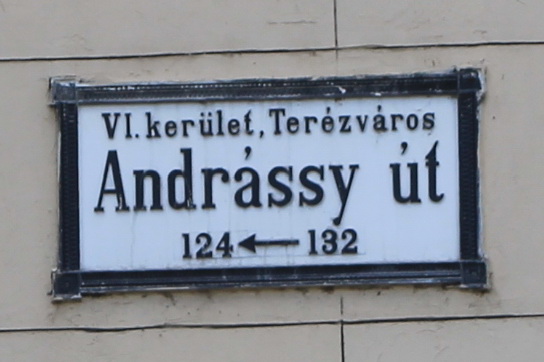 VI. kerület, Terézváros
Andrássy út
124 ← 132